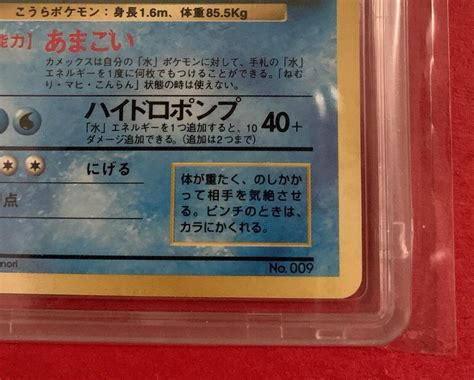 こうらポケモン：身長1.6m、体重85.5Kg
能力】あまごい
カメックスは自分の「水」ポケモンに対して、手札の「水」
エネルギーを1度に何枚でもつけることができる。「ねむ
り・マヒ・こんらん」状態の時は使えない。
ハイドロポンプ 40+
「水」エネルギーを1つ追加すると、10
ダメージ追加できる。（追加は2つまで）
にげる
点
体が重たく、のしかか
って相手を気絶させ
る。ピンチのときは、
カラにかくれる。
nori
No. 009